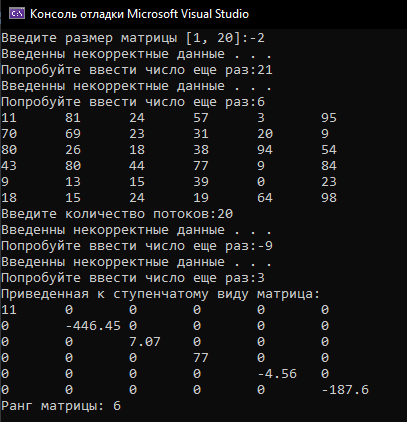 Консоль отладки Microsoft Visual Studio
Введите размер матрицы [1, 20]:-2
Введенны некорректные данные . . .
Попробуйте ввести число еще раз:21
Введенны некорректные данные . . .
Попробуйте ввести число еще раз:6
11 81 24 57 3 95
70 69 23 31 20 9
80 26 18 38 94 54
43 80 44 77 9 84
9 13 15 39 0 23
18 15 24 19 64 98
Введите количество потоков:20
Введенны некорректные данные . . .
Попробуйте ввести число еще раз:-9
Введенны некорректные данные . . .
Попробуйте ввести число еще раз:3
Приведенная к ступенчатому виду матрица:
11 0 0 0 0 0
0 -446.45 0 0 0 0
0 0 7.07 0 0 0
0 0 0 77 0 0
0 0 0 0 -4.56 0
0 0 0 0 0 -187.6
Ранг матрицы: 6